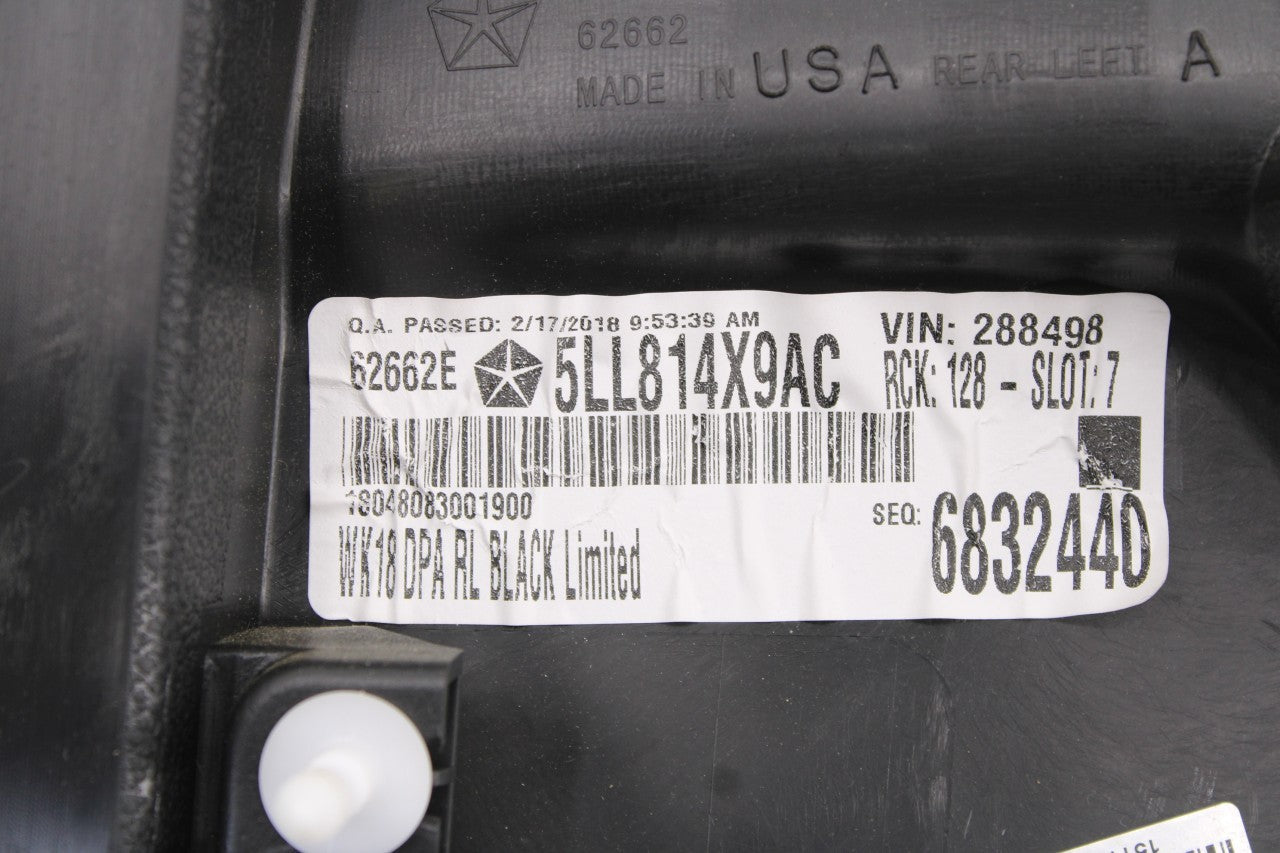 62662
MADE IN USA REAR LEFT A
Q.A. PASSED: 2/17/2018 9:53:39 AM
VIN: 288498
62662E 5LL814X9AC
RCK: 128 - SLOT: 7
1S048083001900
SEQ: 6832440
WK18 DPA RL BLACK Limited